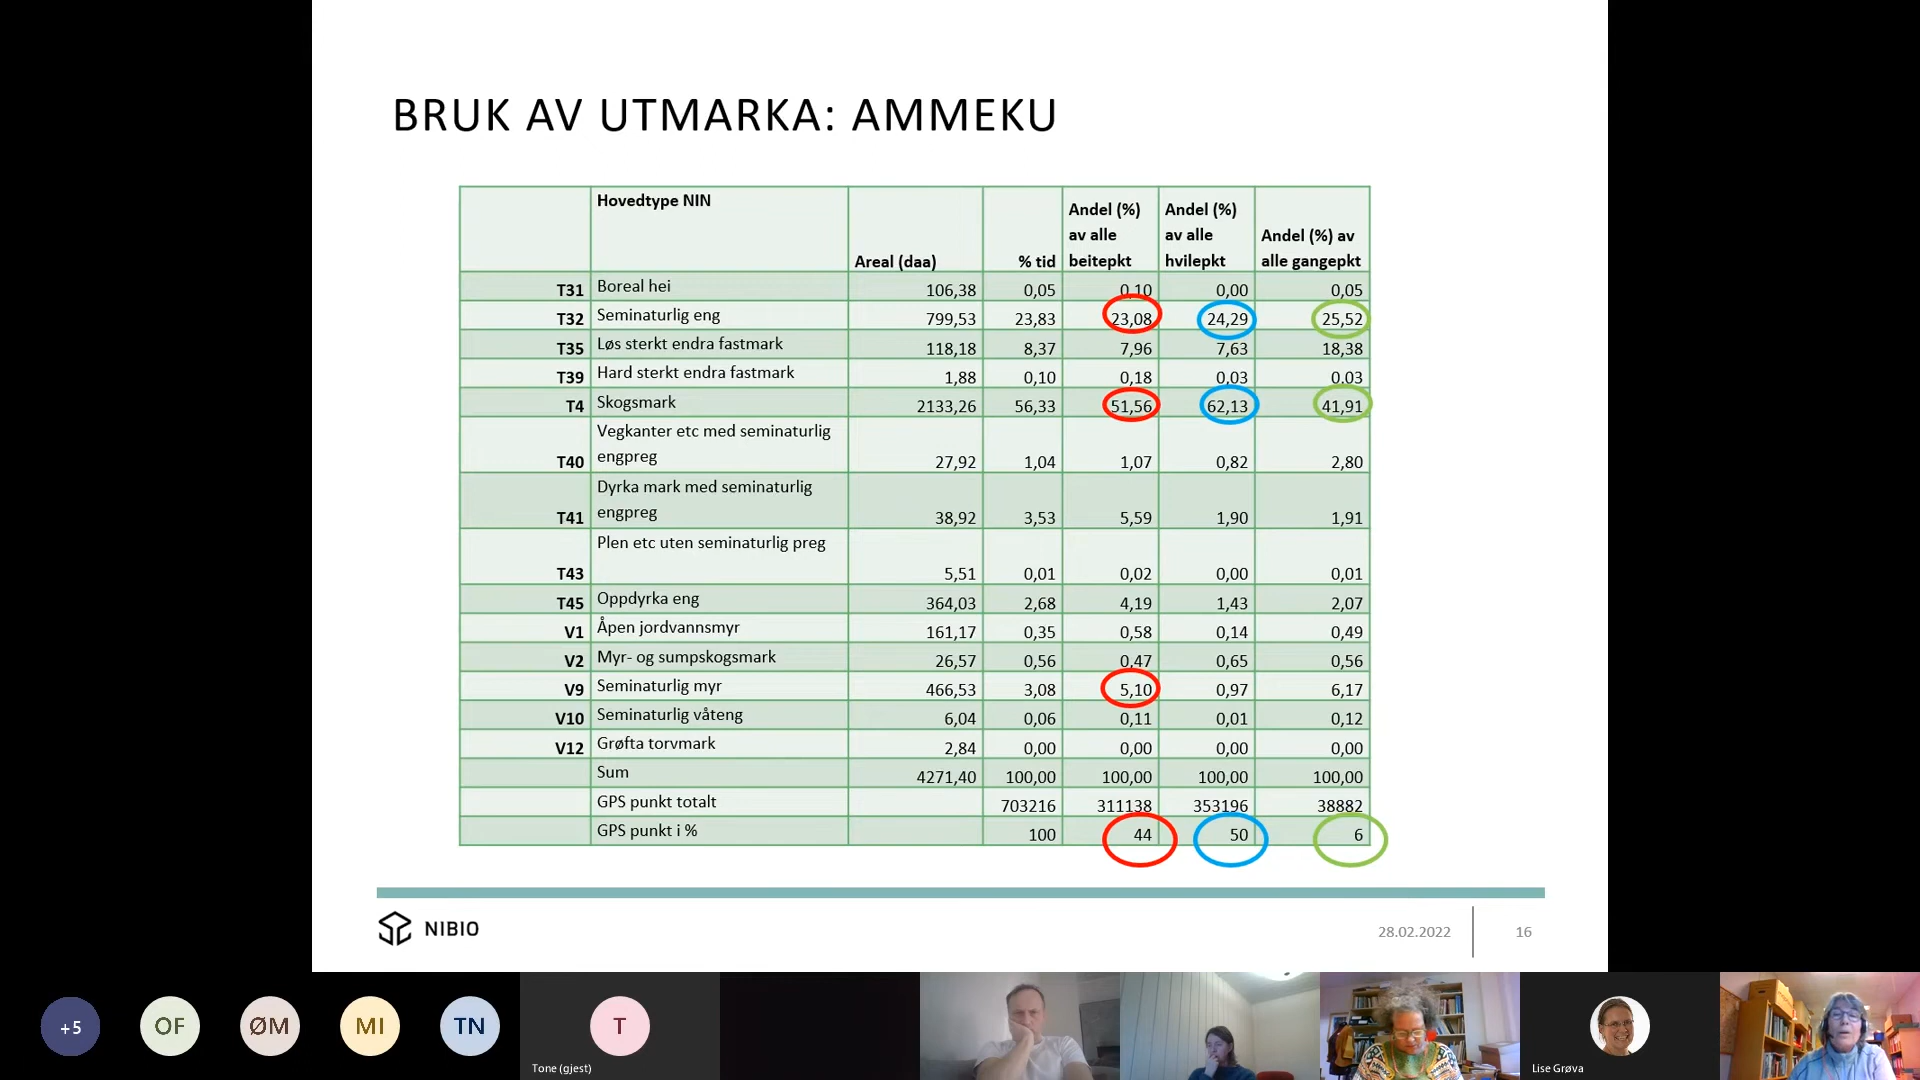 BRUK AV UTMARKA: AMMEKU
Hovedtype NIN
Areal (daa)
% tid
Andel (%)
av alle
beitepkt
Andel (%)
av alle
hvilepkt
Andel (%) av
alle gangepkt
T31 Boreal hei 106,38 0,05 0,10 0,00 0,05
T32 Seminaturlig eng 799,53 23,83 23,08 24,29 25,52
T35 Løs sterkt endra fastmark 118,18 8,37 7,96 7,63 18,38
T39 Hard sterkt endra fastmark 1,88 0,10 0,18 0,03 0,03
T4 Skogsmark 2133,26 56,33 51,56 62,13 41,91
Vegkanter etc med seminaturlig
T40 engpreg 27,92 1,04 1,07 0,82 2,80
Dyrka mark med seminaturlig
T41 engpreg 38,92 3,53 5,59 1,90 1,91
Plen etc uten seminaturlig preg
T43 5,51 0,01 0,02 0,00 0,01
T45 Oppdyrka eng 364,03 2,68 4,19 1,43 2,07
V1 Åpen jordvannsmyr 161,17 0,35 0,58 0,14 0,49
V2 Myr- og sumpskogsmark 26,57 0,56 0,47 0,65 0,56
V9 Seminaturlig myr 466,53 3,08 5,10 0,97 6,17
V10 Seminaturlig våteng 6,04 0,06 0,11 0,01 0,12
V12 Grøfta torvmark 2,84 0,00 0,00 0,00 0,00
Sum 4271,40 100,00 100,00 100,00 100,00
GPS punkt totalt 703216 311138 353196 38882
GPS punkt i % 100 44 50 6
NIBIO
28.02.2022 16
+5 OF ØM MI TN T
Tone (gjest)
Lise Grøva